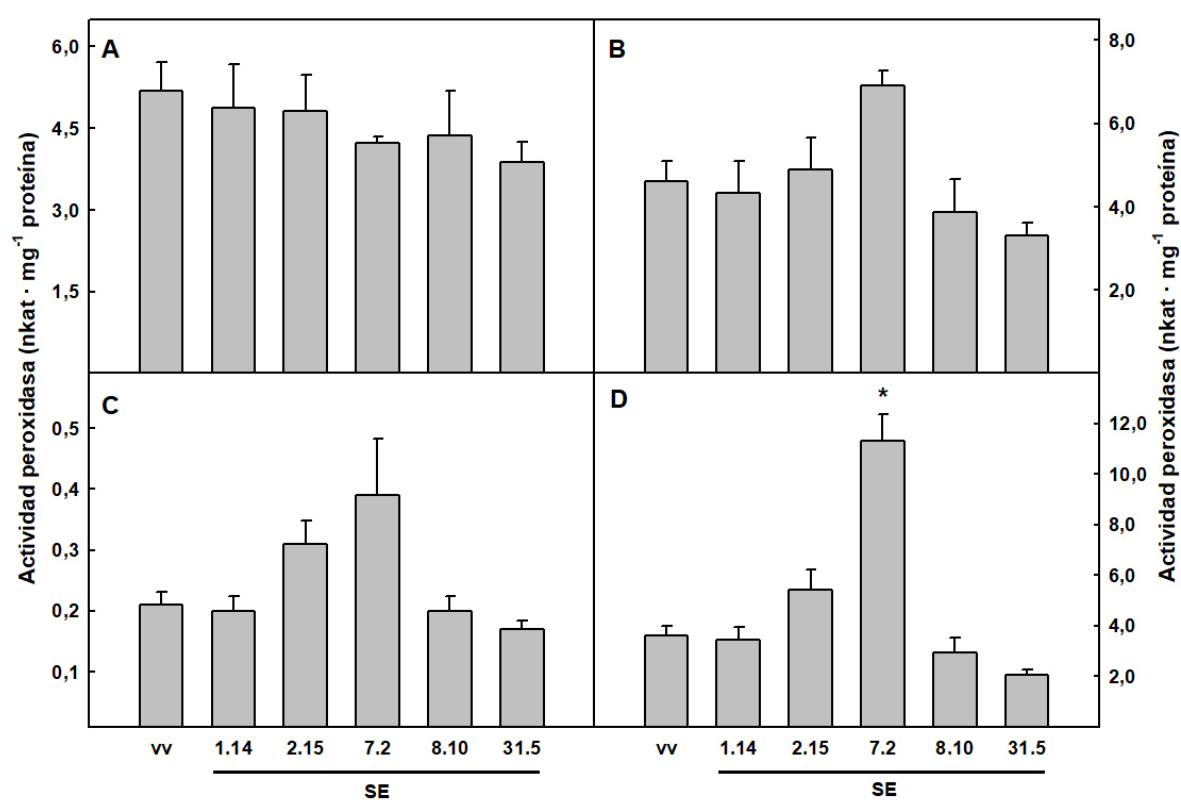 A
B
6,0
4,5
3,0
1,5
8,0
6,0
4,0
2,0
C
D
*
0,5
0,4
0,3
0,2
0,1
12,0
10,0
8,0
6,0
4,0
2,0
Actividad peroxidasa (nkat · mg⁻¹ proteína)
Actividad peroxidasa (nkat · mg⁻¹ proteína)
vv 1.14 2.15 7.2 8.10 31.5
vv 1.14 2.15 7.2 8.10 31.5
SE
SE